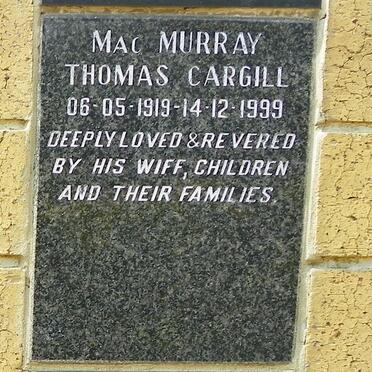 Mac MURRAY
THOMAS CARGILL
06-05-1919-14-12-1999
DEEPLY LOVED & REVERED
BY HIS WIFF, CHILDREN
AND THEIR FAMILIES